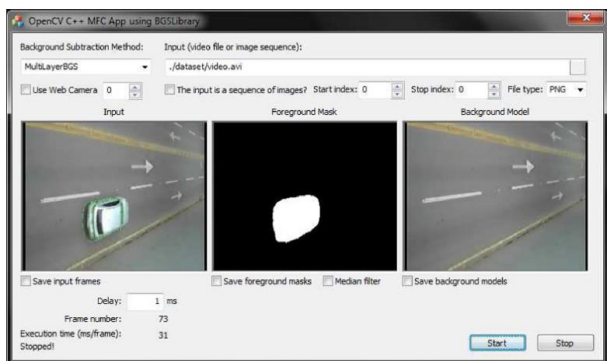 OpenCV C++ MFC App using BGSLibrary
Background Subtraction Method: Input (video file or image sequence):
MultiLayerBGS ./dataset/video.avi
Use Web Camera 0 The input is a sequence of images? Start index: 0 Stop index: 0 File type: PNG
Input Foreground Mask Background Model
Save input frames Save foreground masks Median filter Save background models
Delay: 1 ms
Frame number: 73
Execution time (ms/frame): 31
Stopped! Start Stop